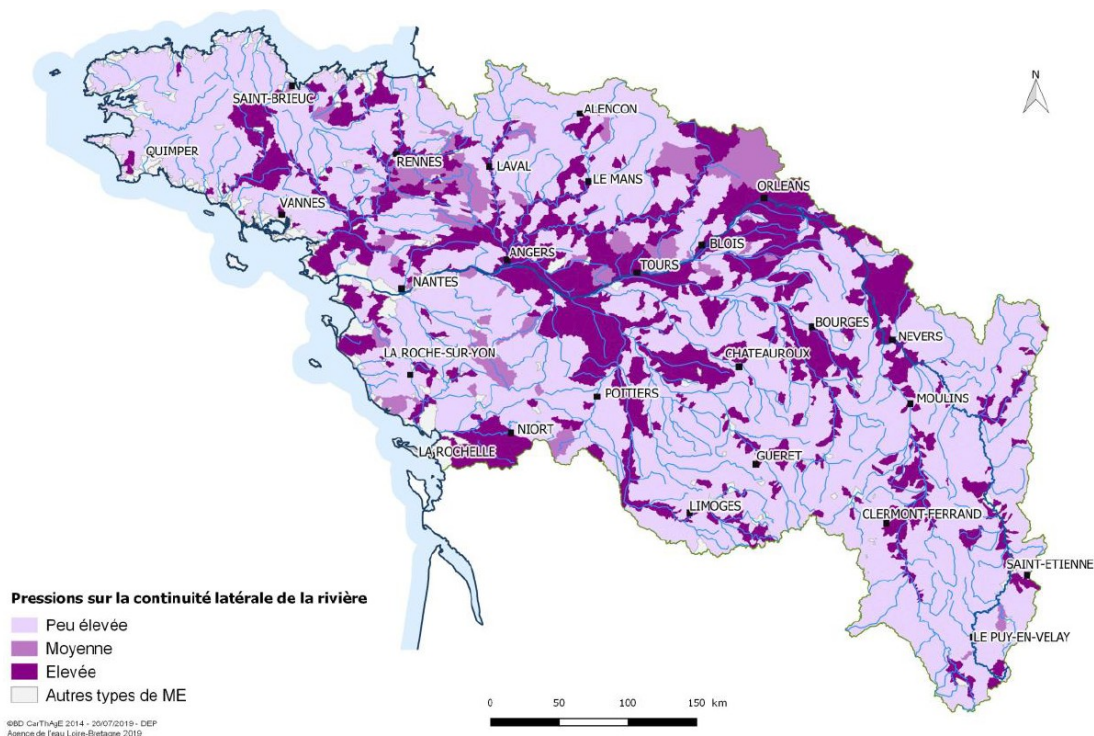 N
ALENCON
SAINT-BRIEUC
QUIMPER
RENNES
LAVAL
LE MANS
ORLEANS
VANNES
BLOIS
ANGERS
TOURS
NANTES
BOURGES
NEVERS
LA ROCHE-SUR-YON
CHATEAUROUX
POITIERS
MOULINS
NIORT
LA ROCHELLE
GUERET
LIMOGES
CLERMONT-FERRAND
SAINT-ETIENNE
LE PUY-EN-VELAY
Pressions sur la continuité latérale de la rivière
Peu élevée
Moyenne
Elevée
Autres types de ME
0 50 100 150 km
©BD CarThAgE 2014 - 26/07/2019 - DEP
Agence de l'eau Loire-Bretagne 2019